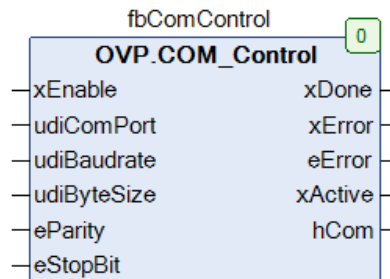 fbComControl
0
OVP.COM_Control
xEnable xDone
udiComPort xError
udiBaudrate eError
udiByteSize xActive
eParity hCom
eStopBit